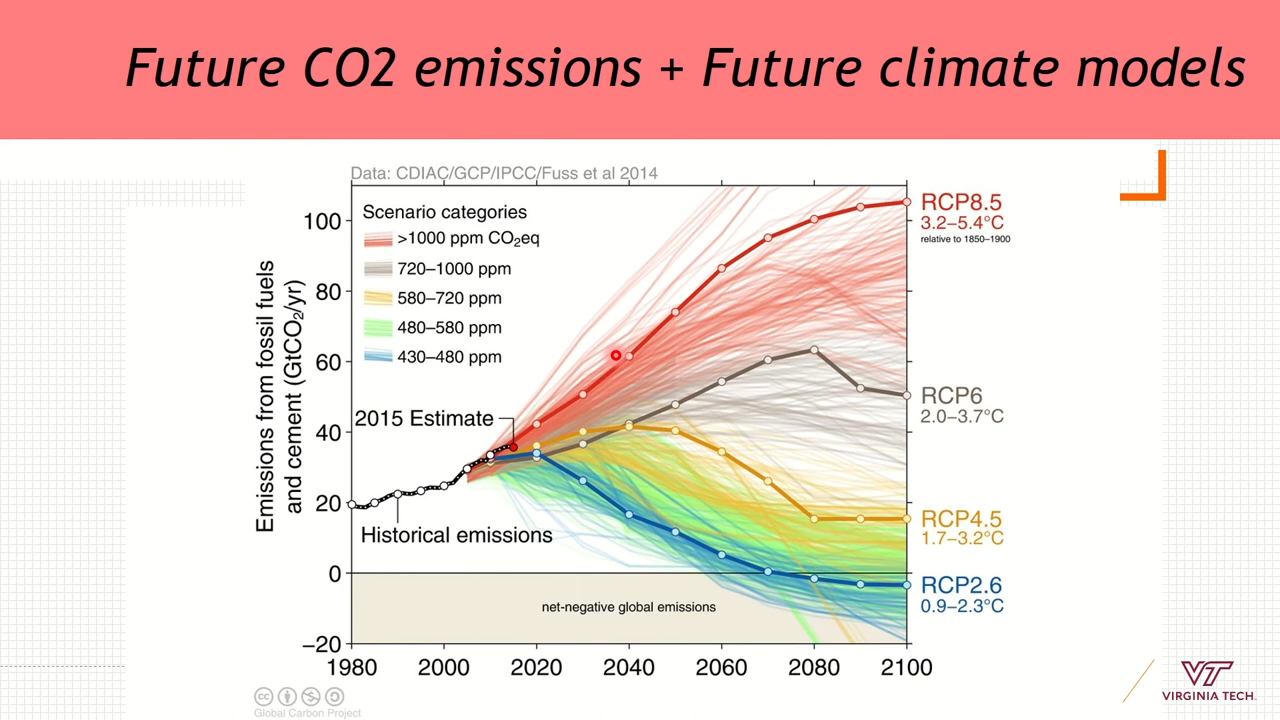 Future CO2 emissions + Future climate models
Data: CDIAC/GCP/IPCC/Fuss et al 2014
Scenario categories
>1000 ppm CO₂eq
720–1000 ppm
580–720 ppm
480–580 ppm
430–480 ppm
Emissions from fossil fuels
and cement (GtCO₂/yr)
100
80
60
40
20
0
−20
2015 Estimate
Historical emissions
net-negative global emissions
RCP8.5
3.2–5.4°C
relative to 1850–1900
RCP6
2.0–3.7°C
RCP4.5
1.7–3.2°C
RCP2.6
0.9–2.3°C
1980 2000 2020 2040 2060 2080 2100
cc
Global Carbon Project
VT
VIRGINIA TECH.